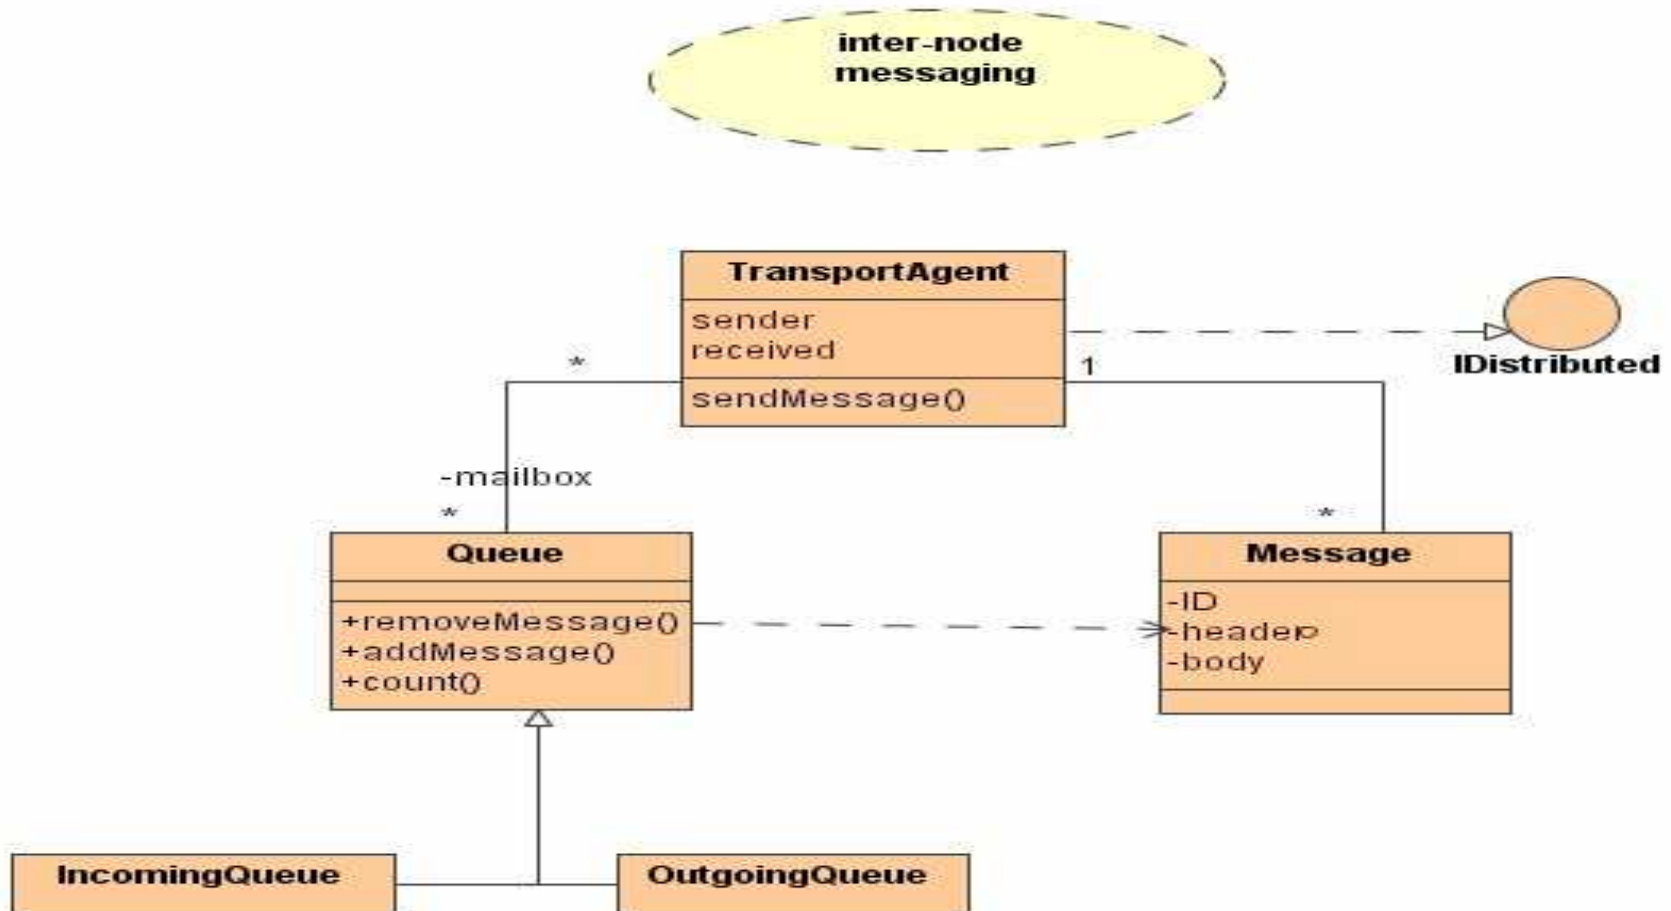 inter-node
messaging
TransportAgent
sender
received
sendMessage()
IDistributed
*
1
-mailbox
*
*
Queue
+removeMessage()
+addMessage()
+count()
Message
-ID
-header
-body
IncomingQueue
OutgoingQueue